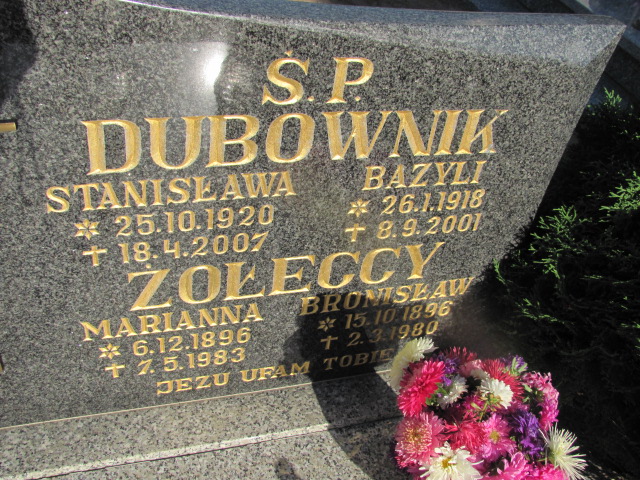 Ś.P.
DUBOWNIK
STANISŁAWA BAZYLI
* 25.10.1920 * 26.1.1918
+ 18.4.2007 + 8.9.2001
ŻOŁĘCCY
MARIANNA BRONISŁAW
* 6.12.1896 * 15.10.1896
+ 7.5.1983 + 2.3.1980
JEZU UFAM TOBIE